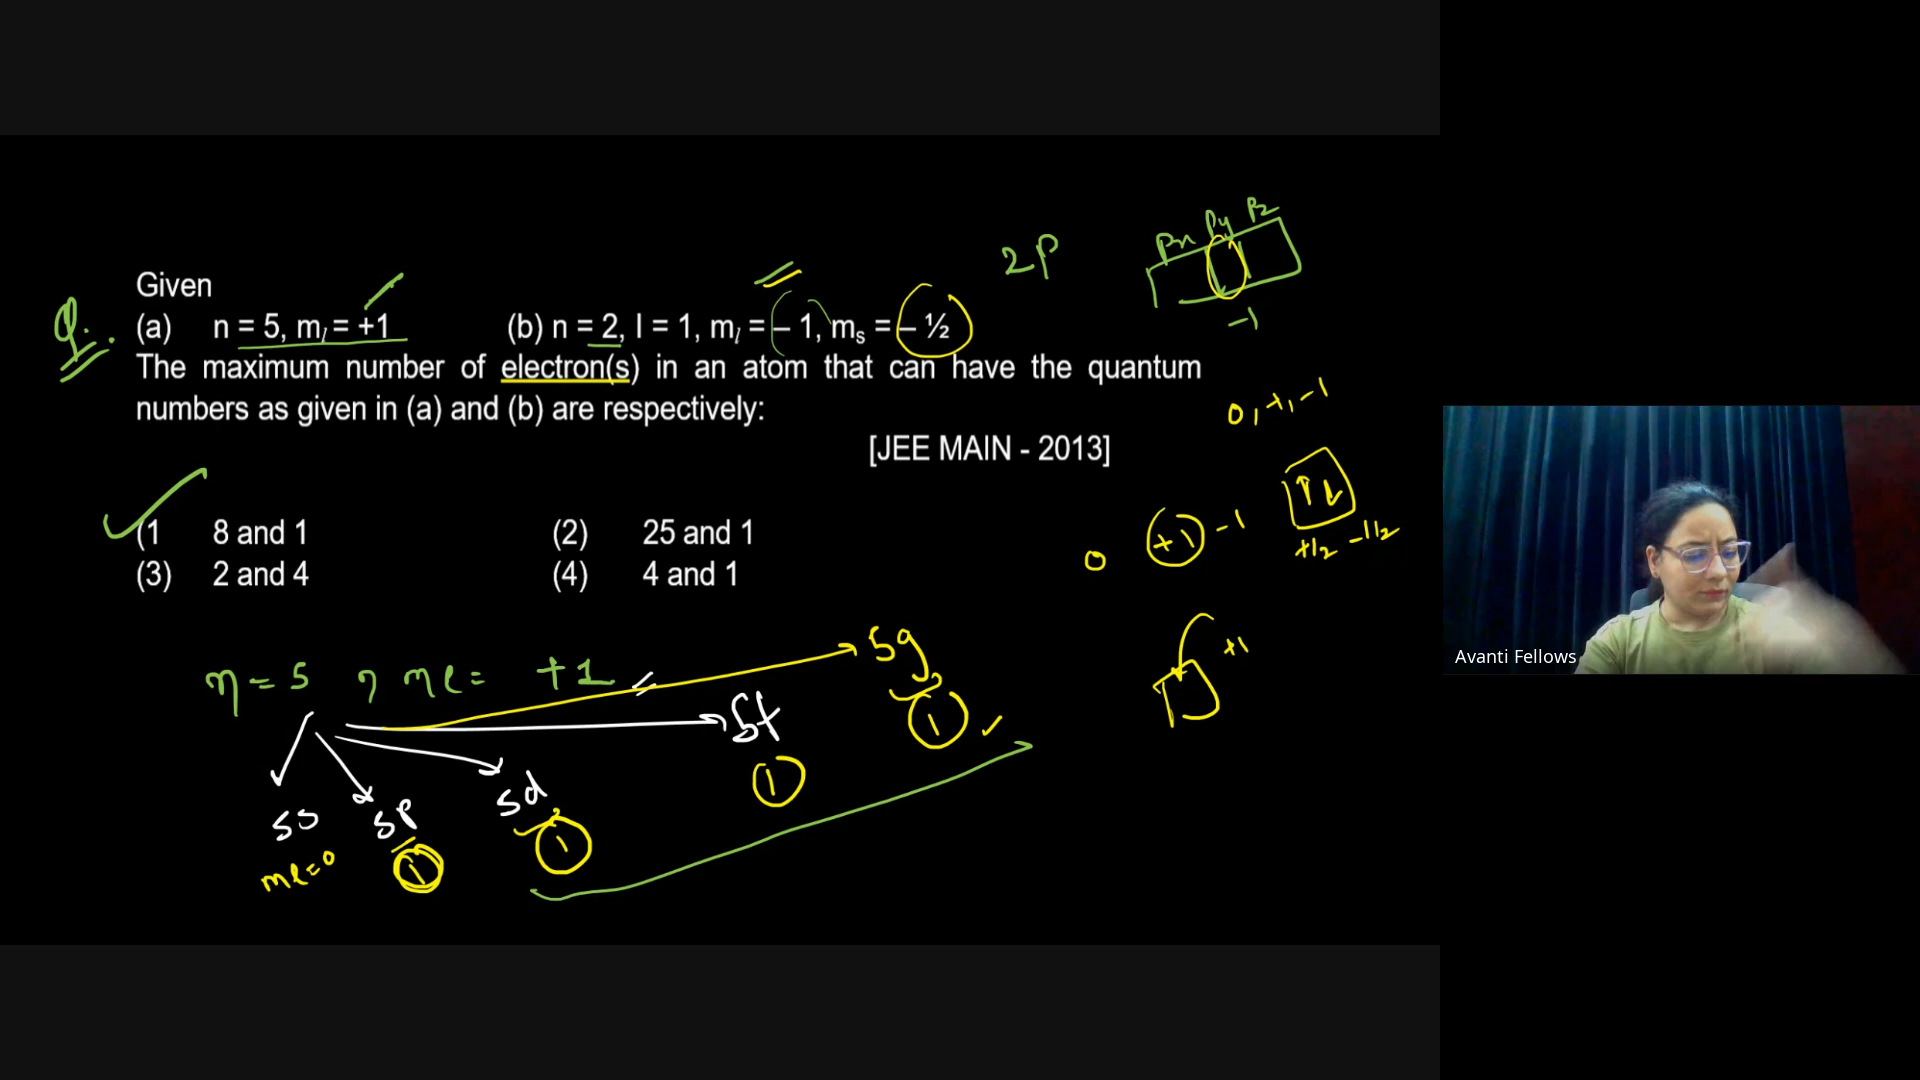 2p
Px Py Pz
-1
Q.
Given
(a) n = 5, ml = +1 (b) n = 2, l = 1, ml = – 1, ms = – ½
The maximum number of electron(s) in an atom that can have the quantum
numbers as given in (a) and (b) are respectively:
[JEE MAIN - 2013]
0, +, -1
(1 8 and 1 (2) 25 and 1
(3) 2 and 4 (4) 4 and 1
0 +1 -1
+1/2 -1/2
n = 5 , ml = +1
+1
5s 5p 5d 5f 5g
ml=0 1 1 1 1
Avanti Fellows